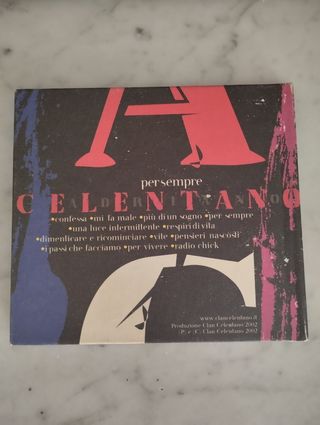 A
per sempre
CELENTANO
ADRIANO
•confessa •mi fa male •più di un sogno •per sempre
•una luce intermittente •respiri di vita
•dimenticare e ricominciare •vite •pensieri nascosti
•i passi che facciamo •per vivere •radio chick
C
www.clancelentano.it
Produzione Clan Celentano 2002
(P) e (C) Clan Celentano 2002